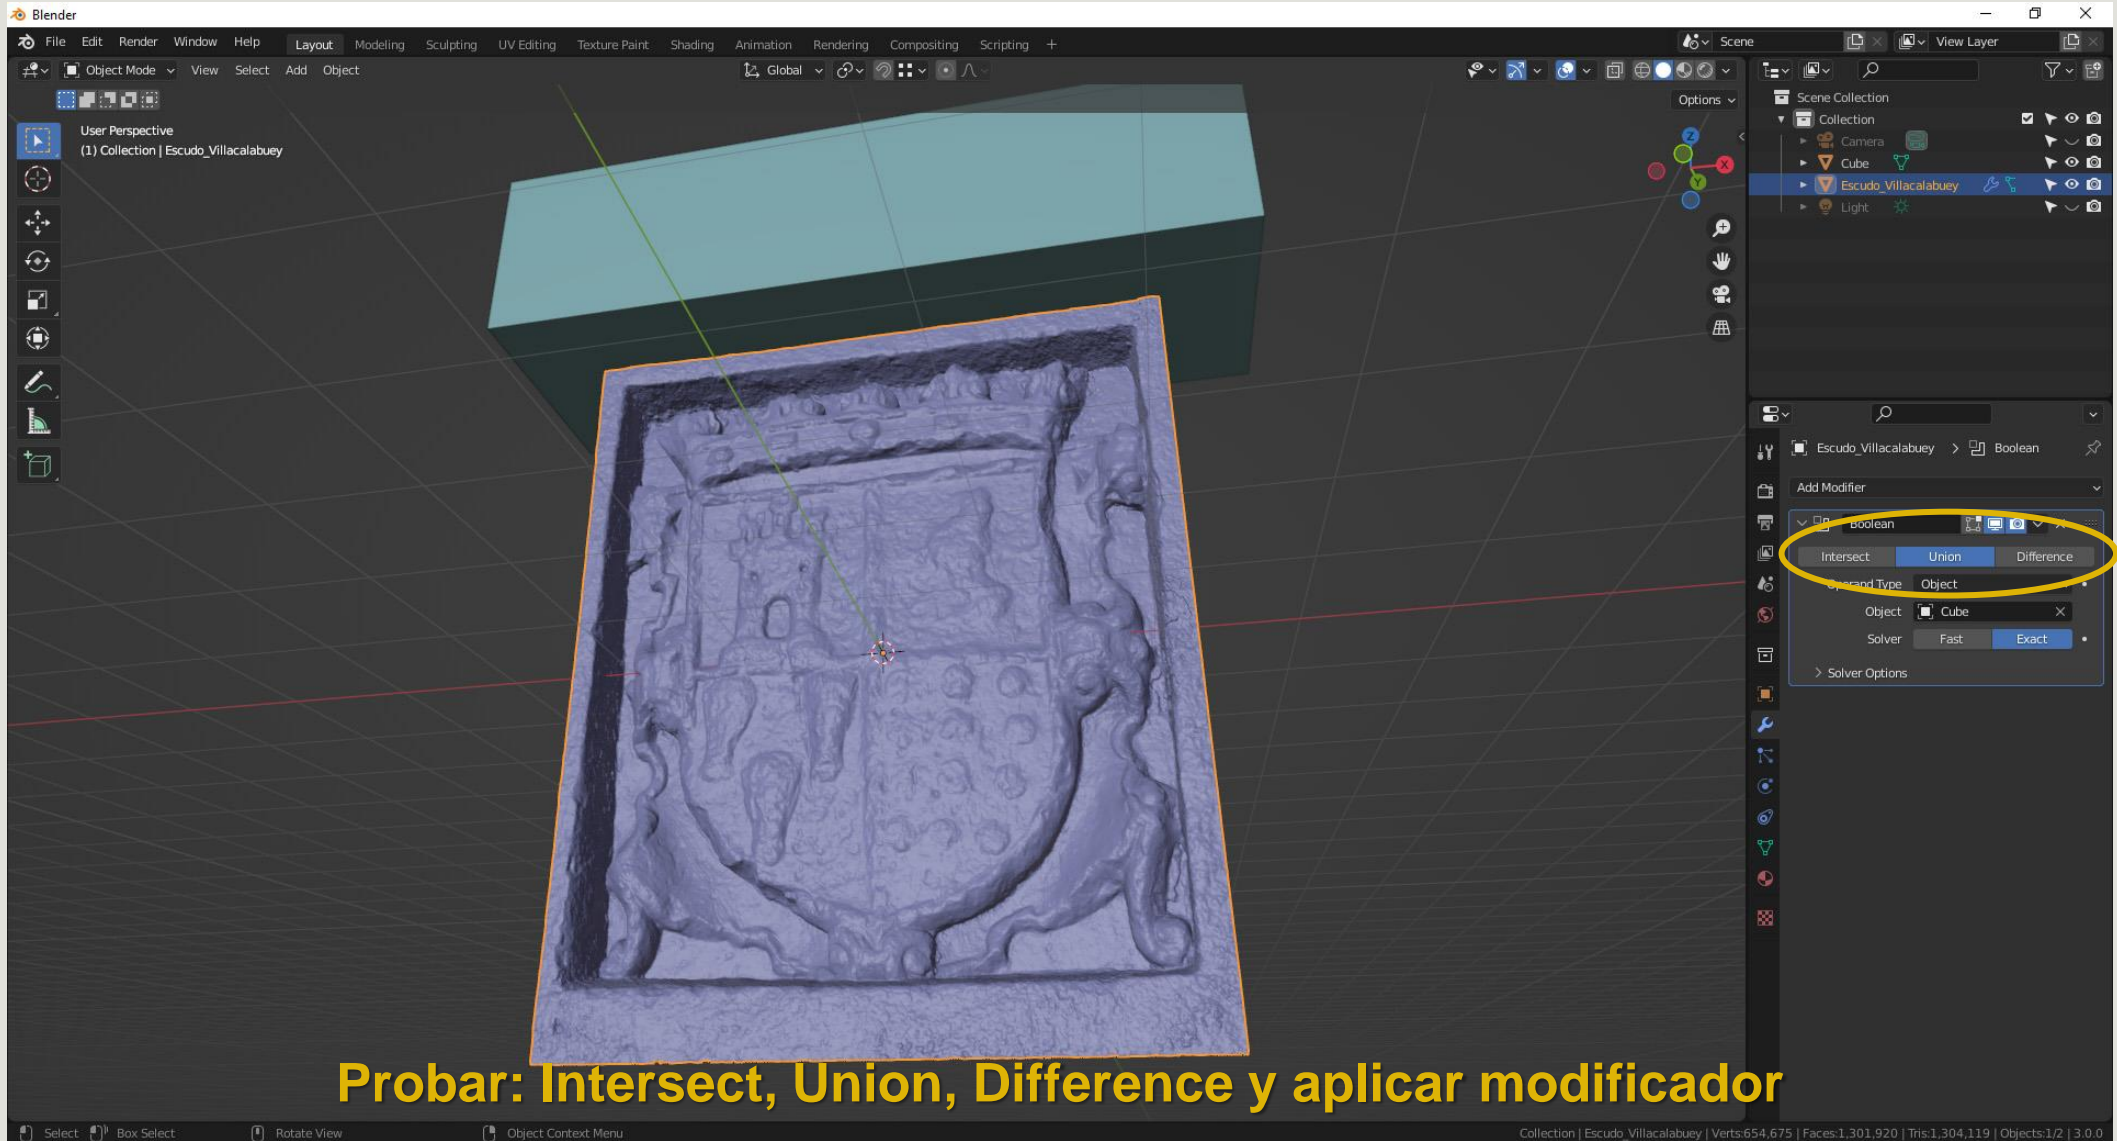 Blender
File Edit Render Window Help Layout Modeling Sculpting UV Editing Texture Paint Shading Animation Rendering Compositing Scripting + Scene View Layer
Object Mode View Select Add Object Global
Options
User Perspective
(1) Collection | Escudo_Villacalabuey
Z
X
Y
Scene Collection
Collection
Camera
Cube
Escudo_Villacalabuey
Light
Escudo_Villacalabuey > Boolean
Add Modifier
Boolean
Intersect Union Difference
Operand Type Object
Object Cube
Solver Fast Exact
> Solver Options
Probar: Intersect, Union, Difference y aplicar modificador
Select Box Select Rotate View Object Context Menu Collection | Escudo_Villacalabuey | Verts:654,675 | Faces:1,301,920 | Tris:1,304,119 | Objects:1/2 | 3.0.0